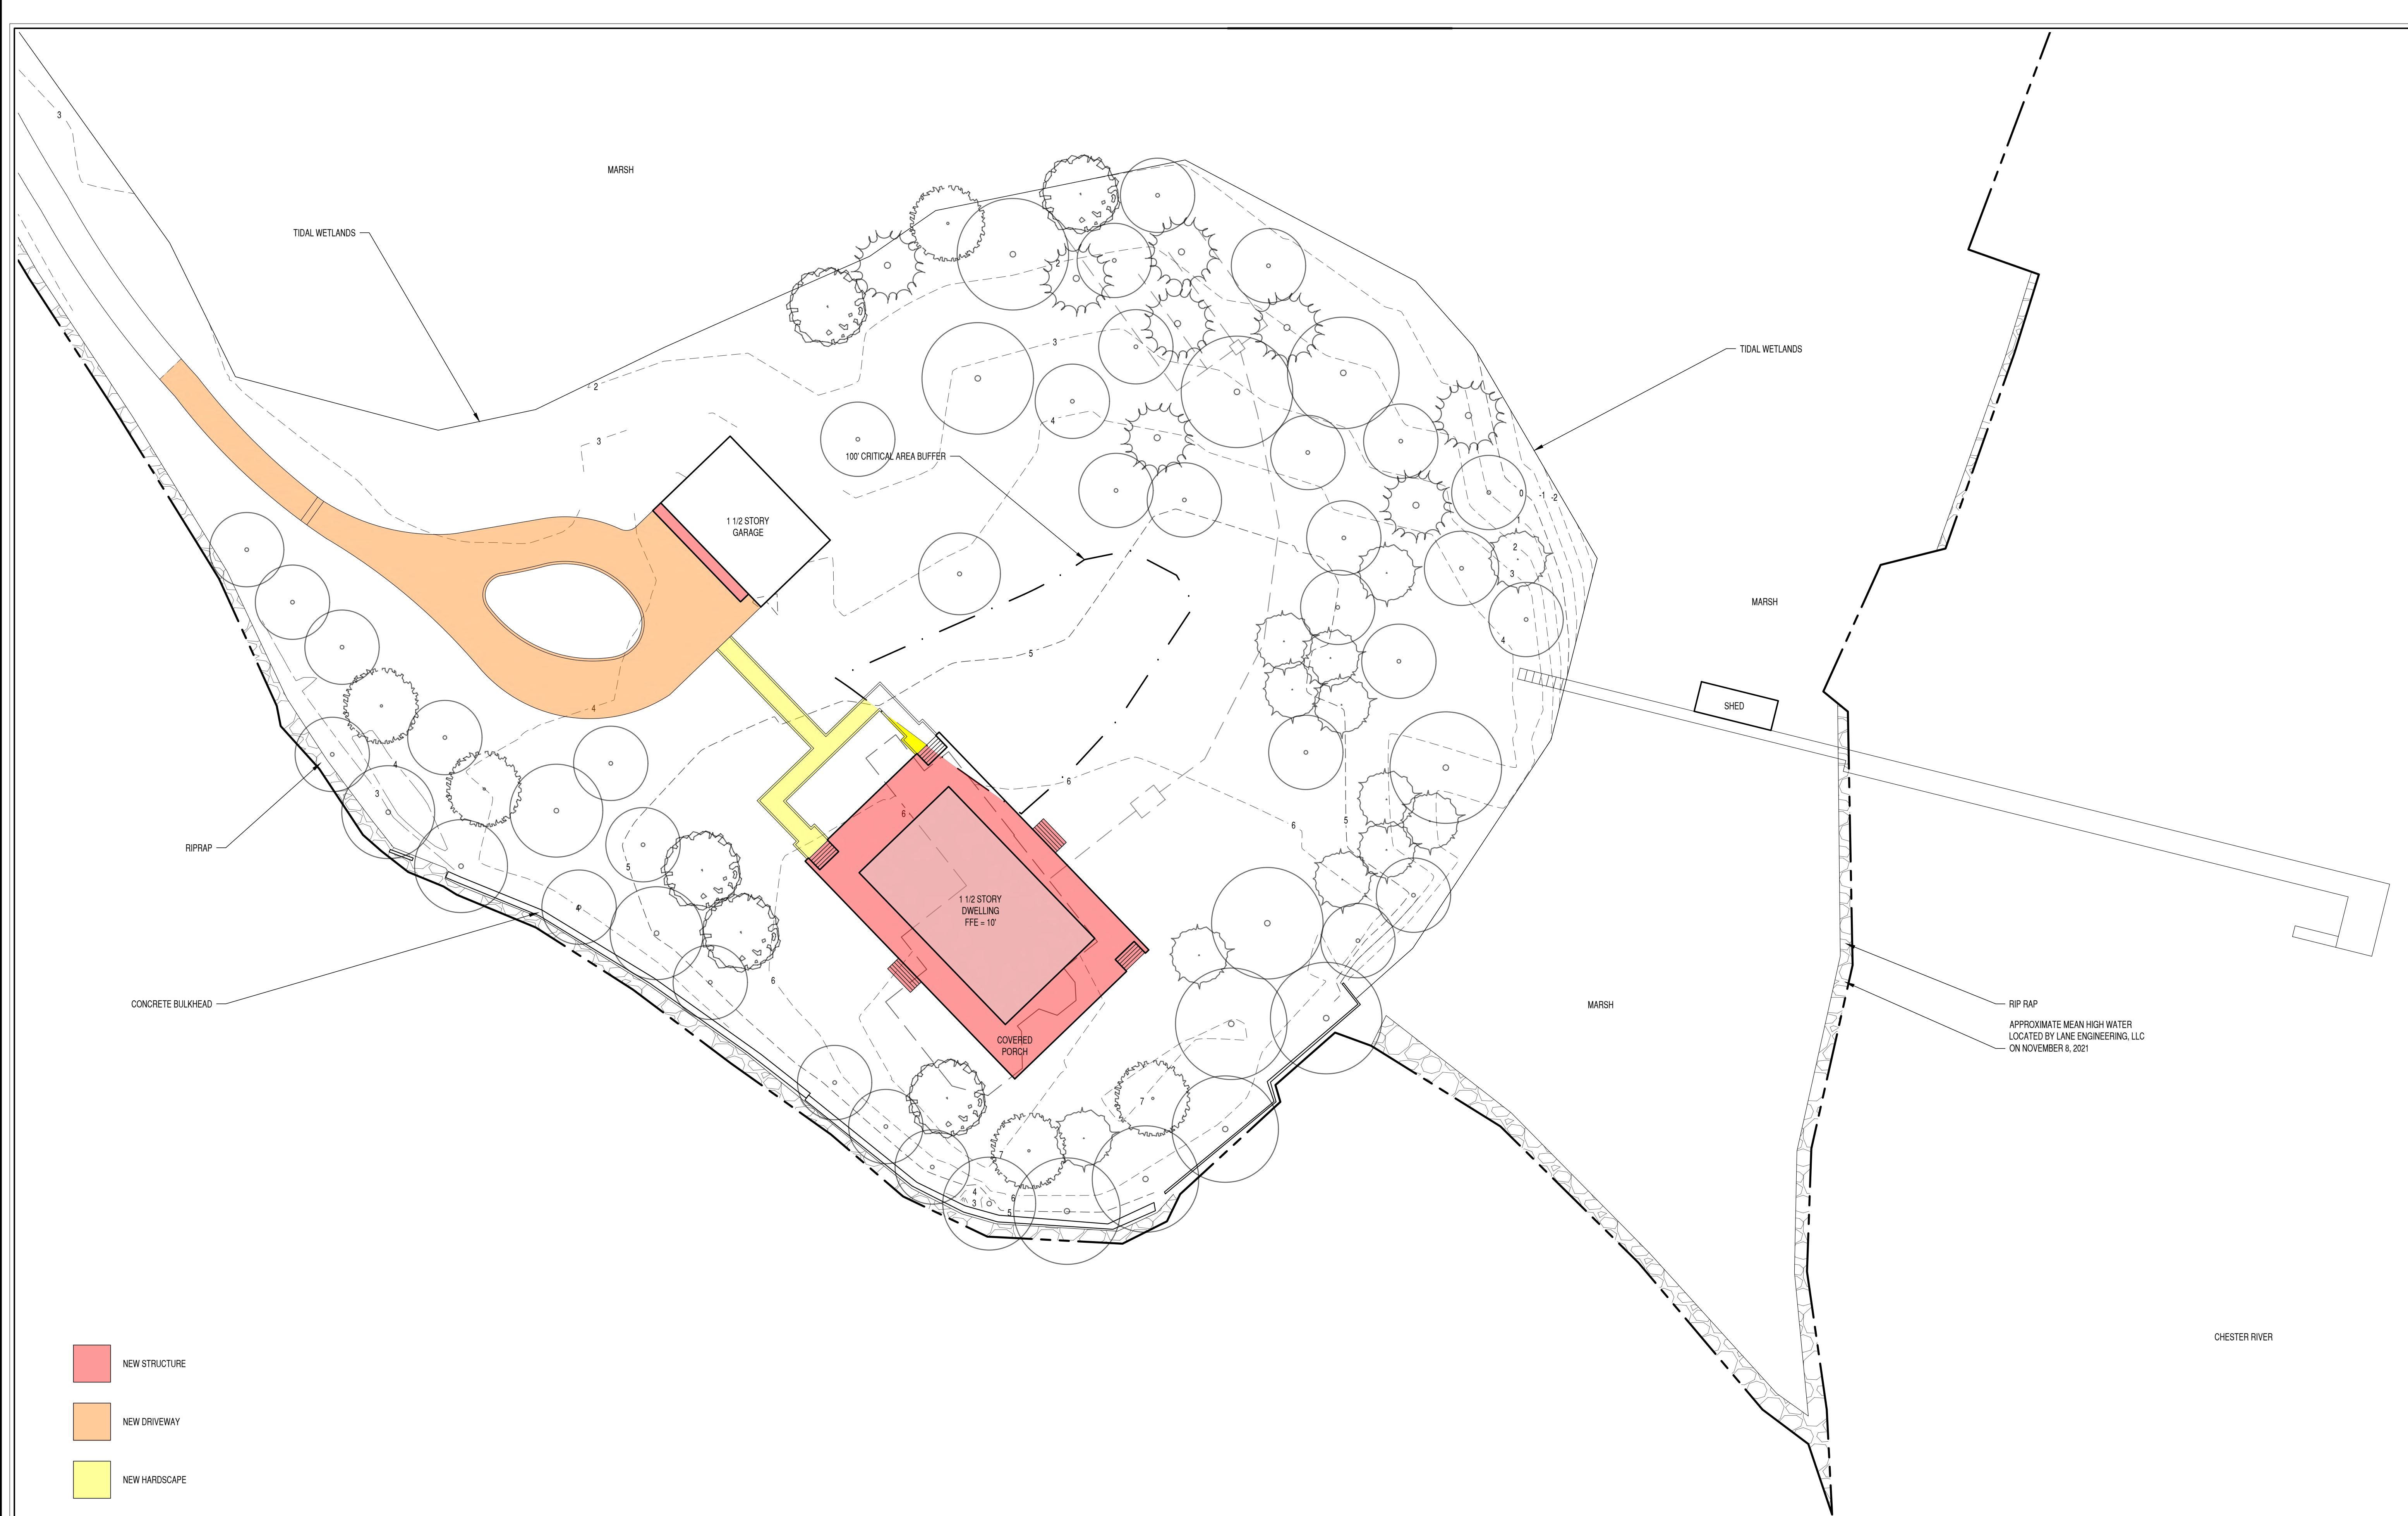 3
MARSH
TIDAL WETLANDS
2
3
TIDAL WETLANDS
2
4
3
100' CRITICAL AREA BUFFER
0
-1
-2
1 1/2 STORY
GARAGE
1
2
3
MARSH
4
5
4
SHED
4
6
3
6
6
5
RIPRAP
5
1 1/2 STORY
DWELLING
FFE = 10'
4
6
CONCRETE BULKHEAD
MARSH
RIP RAP
APPROXIMATE MEAN HIGH WATER
LOCATED BY LANE ENGINEERING, LLC
ON NOVEMBER 8, 2021
COVERED
PORCH
7
7
4
3
6
5
CHESTER RIVER
NEW STRUCTURE
NEW DRIVEWAY
NEW HARDSCAPE